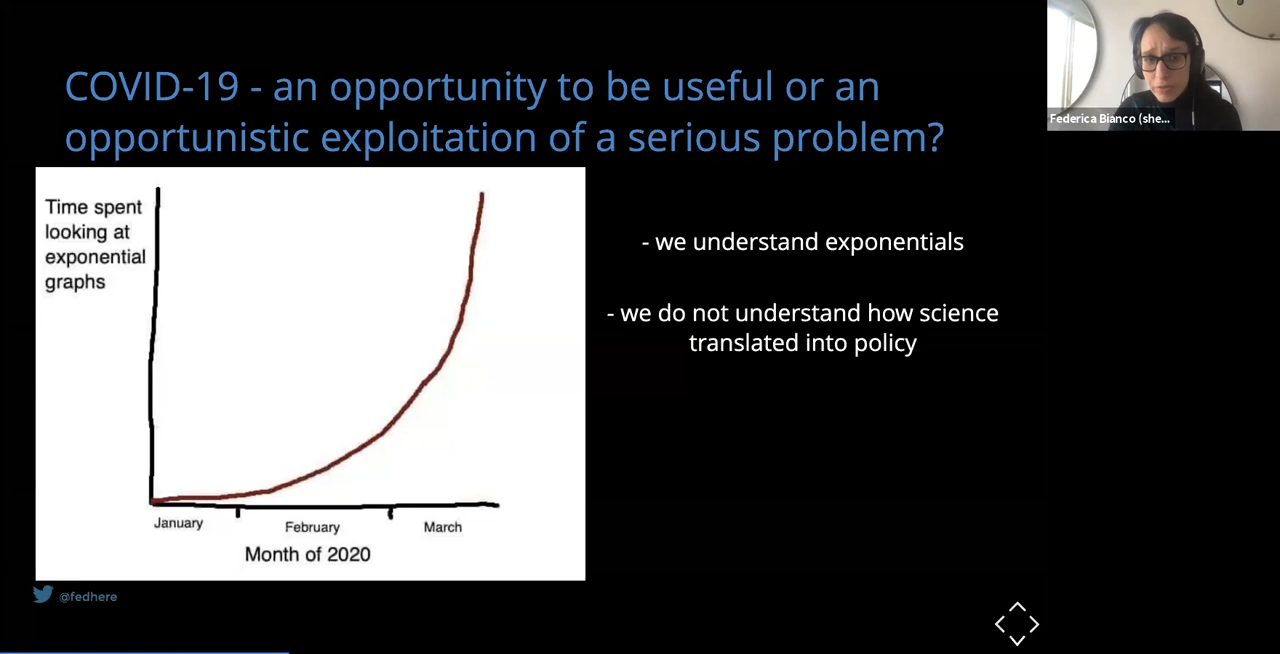 COVID-19 - an opportunity to be useful or an
opportunistic exploitation of a serious problem?
Federica Bianco (she...
Time spent
looking at
exponential
graphs
January
February
March
Month of 2020
- we understand exponentials
- we do not understand how science
translated into policy
@fedhere